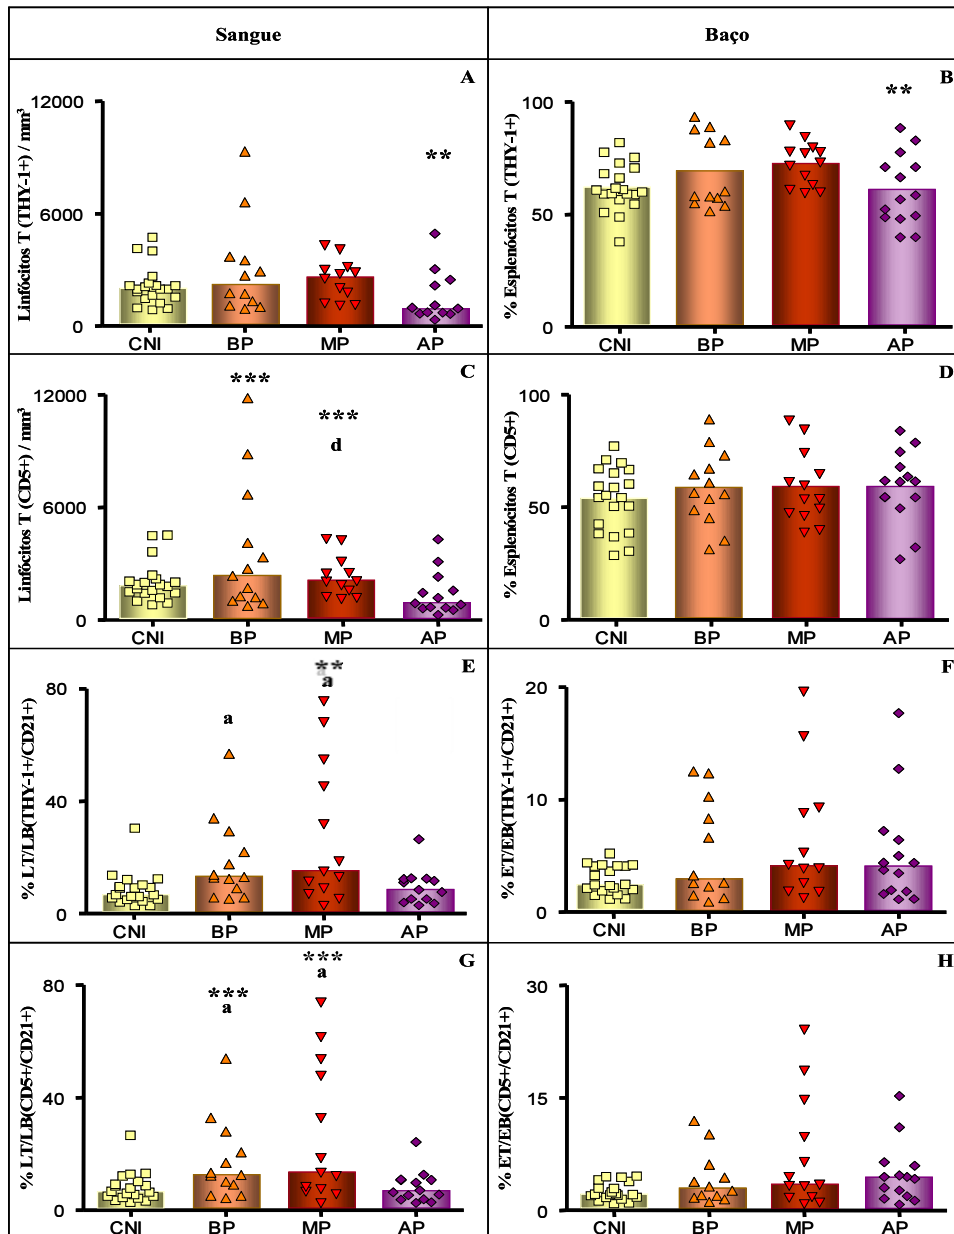 Sangue
Baço
A
Linfócitos T (THY-1+) / mm³
12000
6000
0
**
CNI BP MP AP
B
% Esplenócitos T (THY-1+)
100
50
0
**
CNI BP MP AP
C
Linfócitos T (CD5+) / mm³
12000
6000
0
***
***
d
CNI BP MP AP
D
% Esplenócitos T (CD5+)
100
50
0
CNI BP MP AP
E
% LT/LB(THY-1+/CD21+)
80
40
0
a
**
a
CNI BP MP AP
F
% ET/EB(THY-1+/CD21+)
20
10
0
CNI BP MP AP
G
% LT/LB(CD5+/CD21+)
80
40
0
***
a
***
a
CNI BP MP AP
H
% ET/EB(CD5+/CD21+)
30
15
0
CNI BP MP AP